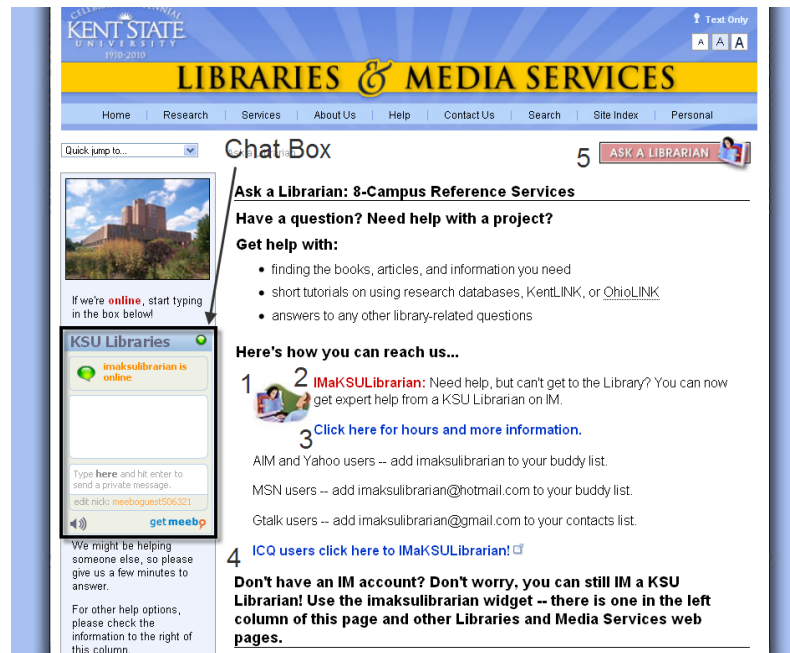 CELEBRATING CENTENNIAL
KENT STATE
UNIVERSITY
1910-2010
Text Only
A A A
LIBRARIES & MEDIA SERVICES
Home | Research | Services | About Us | Help | Contact Us | Search | Site Index | Personal
Quick jump to...
Chat Box
5
ASK A LIBRARIAN
Ask a Librarian: 8-Campus Reference Services
Have a question? Need help with a project?
Get help with:
• finding the books, articles, and information you need
• short tutorials on using research databases, KentLINK, or OhioLINK
• answers to any other library-related questions
If we're online, start typing
in the box below!
KSU Libraries
imaksulibrarian is
online
Type here and hit enter to
send a private message.
edit nick: meeboguest506321
get meebo
We might be helping
someone else, so please
give us a few minutes to
answer.
For other help options,
please check the
information to the right of
this column.
Here's how you can reach us...
1
2
IMaKSULibrarian: Need help, but can't get to the Library? You can now
get expert help from a KSU Librarian on IM.
3
Click here for hours and more information.
AIM and Yahoo users -- add imaksulibrarian to your buddy list.
MSN users -- add imaksulibrarian@hotmail.com to your buddy list.
Gtalk users -- add imaksulibrarian@gmail.com to your contacts list.
4
ICQ users click here to IMaKSULibrarian!
Don't have an IM account? Don't worry, you can still IM a KSU
Librarian! Use the imaksulibrarian widget -- there is one in the left
column of this page and other Libraries and Media Services web
pages.